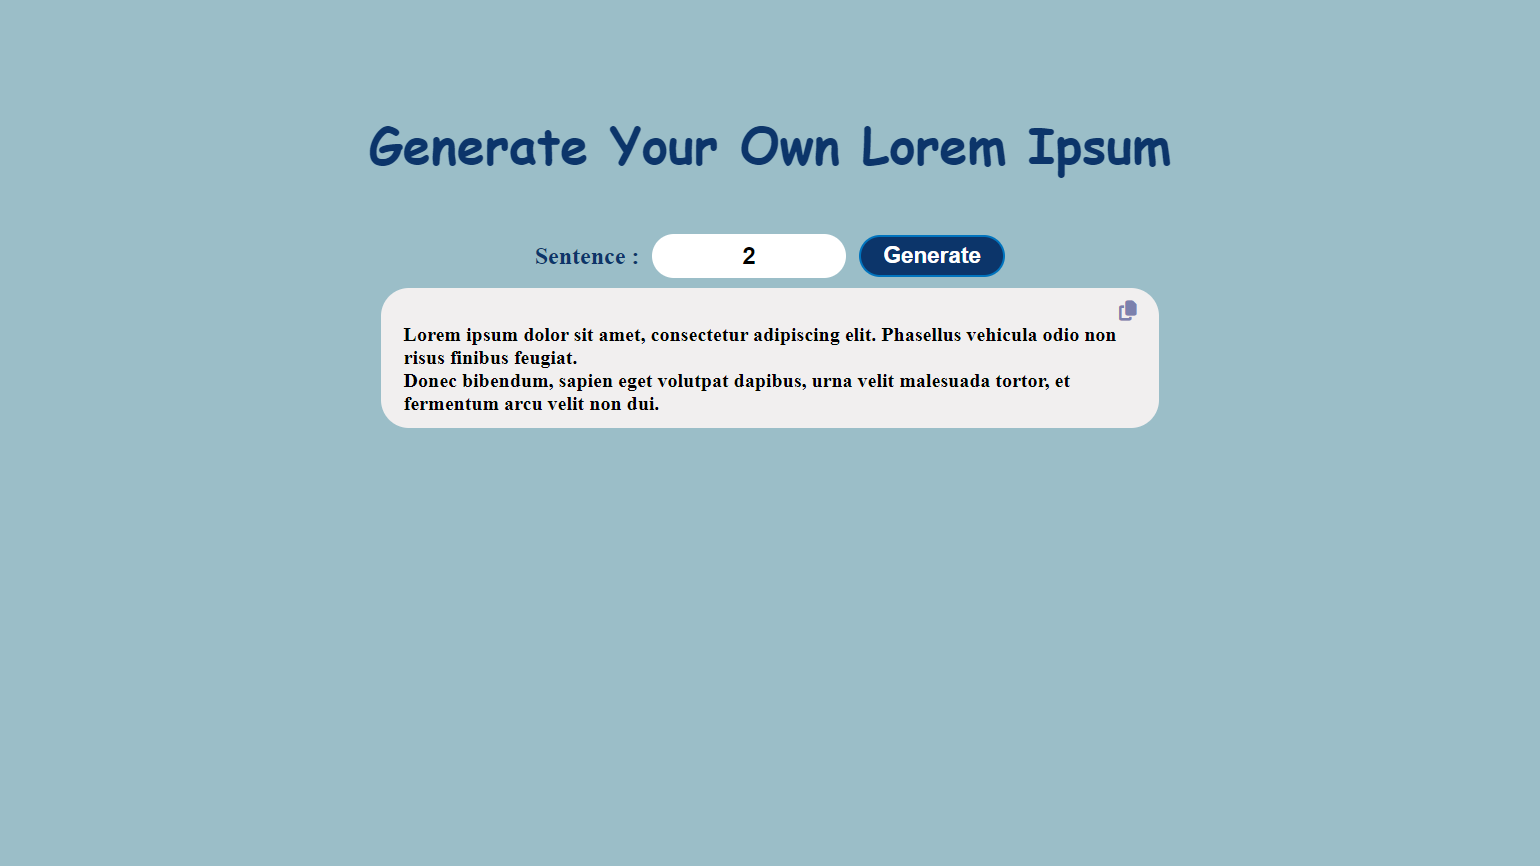 Generate Your Own Lorem Ipsum
Sentence : 2 Generate
Lorem ipsum dolor sit amet, consectetur adipiscing elit. Phasellus vehicula odio non
risus finibus feugiat.
Donec bibendum, sapien eget volutpat dapibus, urna velit malesuada tortor, et
fermentum arcu velit non dui.